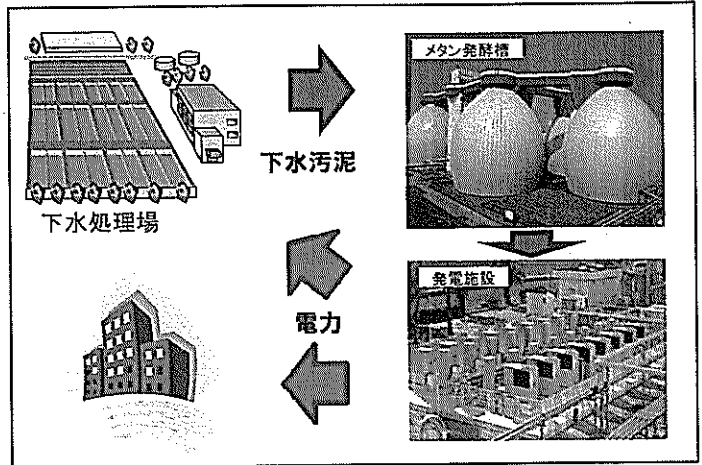 メタン発酵槽
下水汚泥
下水処理場
発電施設
電力